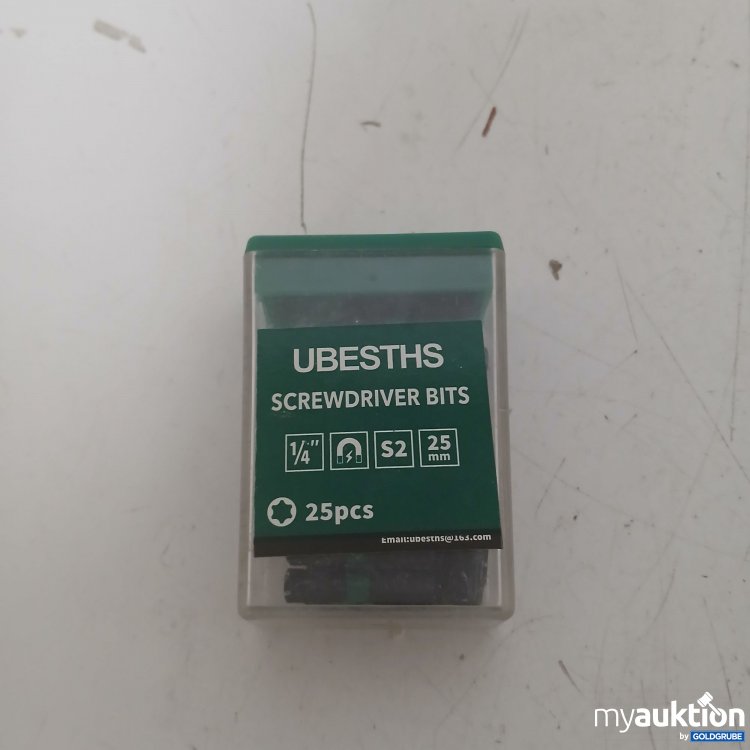 UBESTHS
SCREWDRIVER BITS
1/4" S2 25 mm
25pcs
Email:ubesths@163.com
myauktion
by GOLDGRUBE